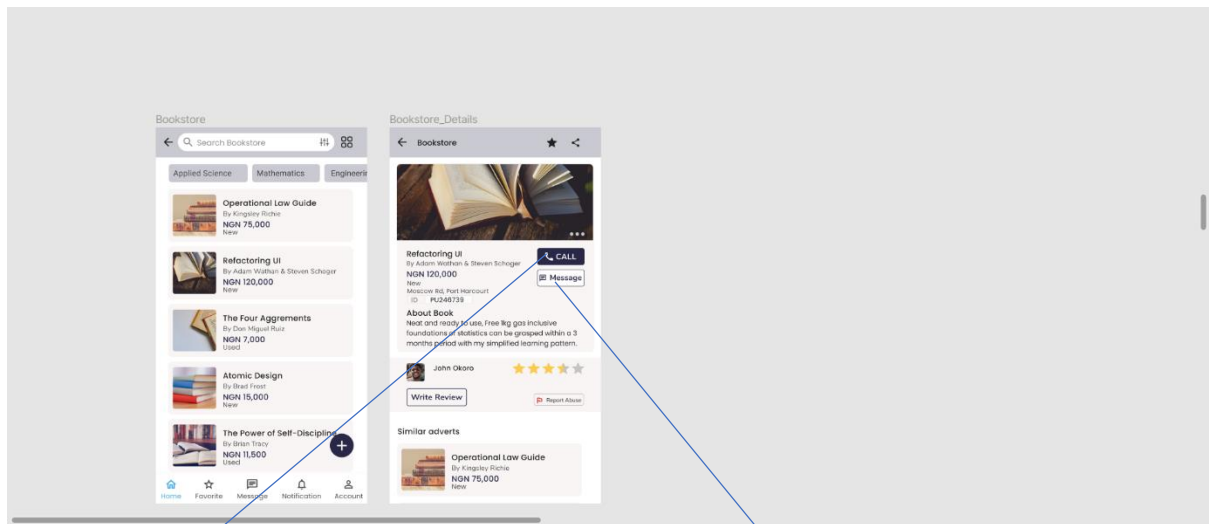 Bookstore
Search Bookstore
Applied Science Mathematics Engineerin
Operational Law Guide
By Kingsley Richie
NGN 75,000
New
Refactoring UI
By Adam Wathan & Steven Schoger
NGN 120,000
New
The Four Aggrements
By Don Miguel Ruiz
NGN 7,000
Used
Atomic Design
By Brad Frost
NGN 15,000
New
The Power of Self-Discipline
By Brian Tracy
NGN 11,500
Used
Home Favorite Message Notification Account
Bookstore_Details
Bookstore
Refactoring UI
By Adam Wathan & Steven Schoger
NGN 120,000
New
Moscow Rd, Port Harcourt
ID PU246739
CALL
Message
About Book
Neat and ready to use, Free 1kg gas inclusive
foundations of statistics can be grasped within a 3
months period with my simplified learning pattern.
John Okoro
Write Review
Report Abuse
Similar adverts
Operational Law Guide
By Kingsley Richie
NGN 75,000
New